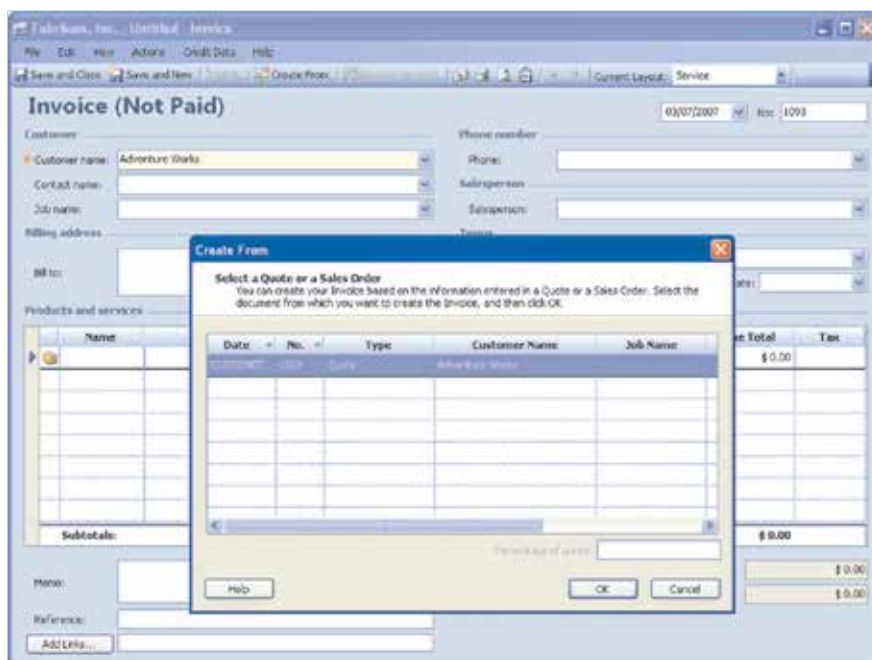 Fabrikam, Inc. - Untitled - Invoice
File Edit View Actions Credit Data Help
Save and Close Save and New Create From Current Layout: Service
Invoice (Not Paid)
03/07/2007 No: 1093
Customer
Phone number
Customer name: Adventure Works
Phone:
Contact name:
Salesperson
Job name:
Salesperson:
Billing address
Terms
Bill to:
Products and services
Create From
Select a Quote or a Sales Order
You can create your Invoice based on the information entered in a Quote or a Sales Order. Select the
document from which you want to create the Invoice, and then click OK.
Name
Total Tax
$ 0.00
Date No. Type Customer Name Job Name
Quote Adventure Works
Subtotals:
$ 0.00
Percentage of quote:
Help OK Cancel
Memo:
$ 0.00
$ 0.00
Reference:
Add Links...